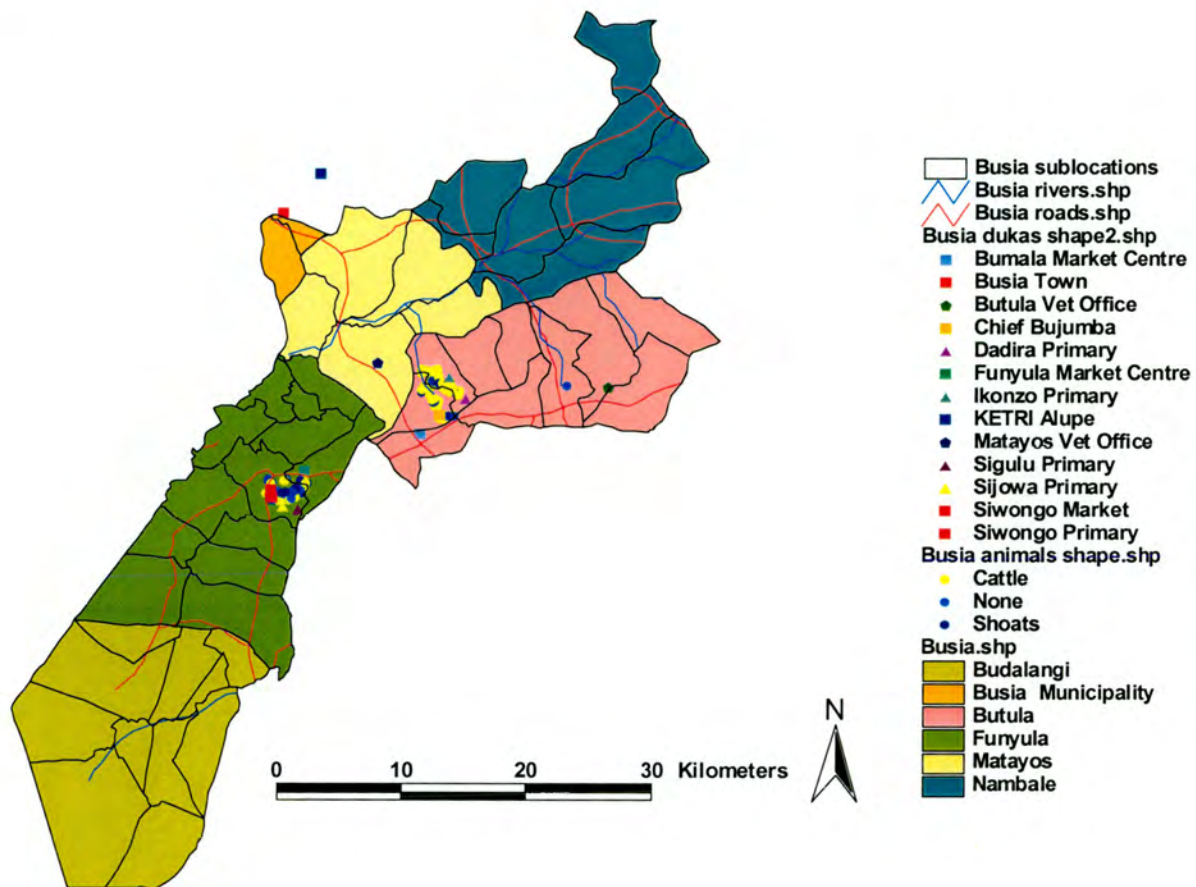 Busia sublocations
Busia rivers.shp
Busia roads.shp
Busia dukas shape2.shp
Bumala Market Centre
Busia Town
Butula Vet Office
Chief Bujumba
Dadira Primary
Funyula Market Centre
Ikonzo Primary
KETRI Alupe
Matayos Vet Office
Sigulu Primary
Sijowa Primary
Siwongo Market
Siwongo Primary
Busia animals shape.shp
Cattle
None
Shoats
Busia.shp
Budalangi
Busia Municipality
Butula
Funyula
Matayos
Nambale
N
0 10 20 30 Kilometers